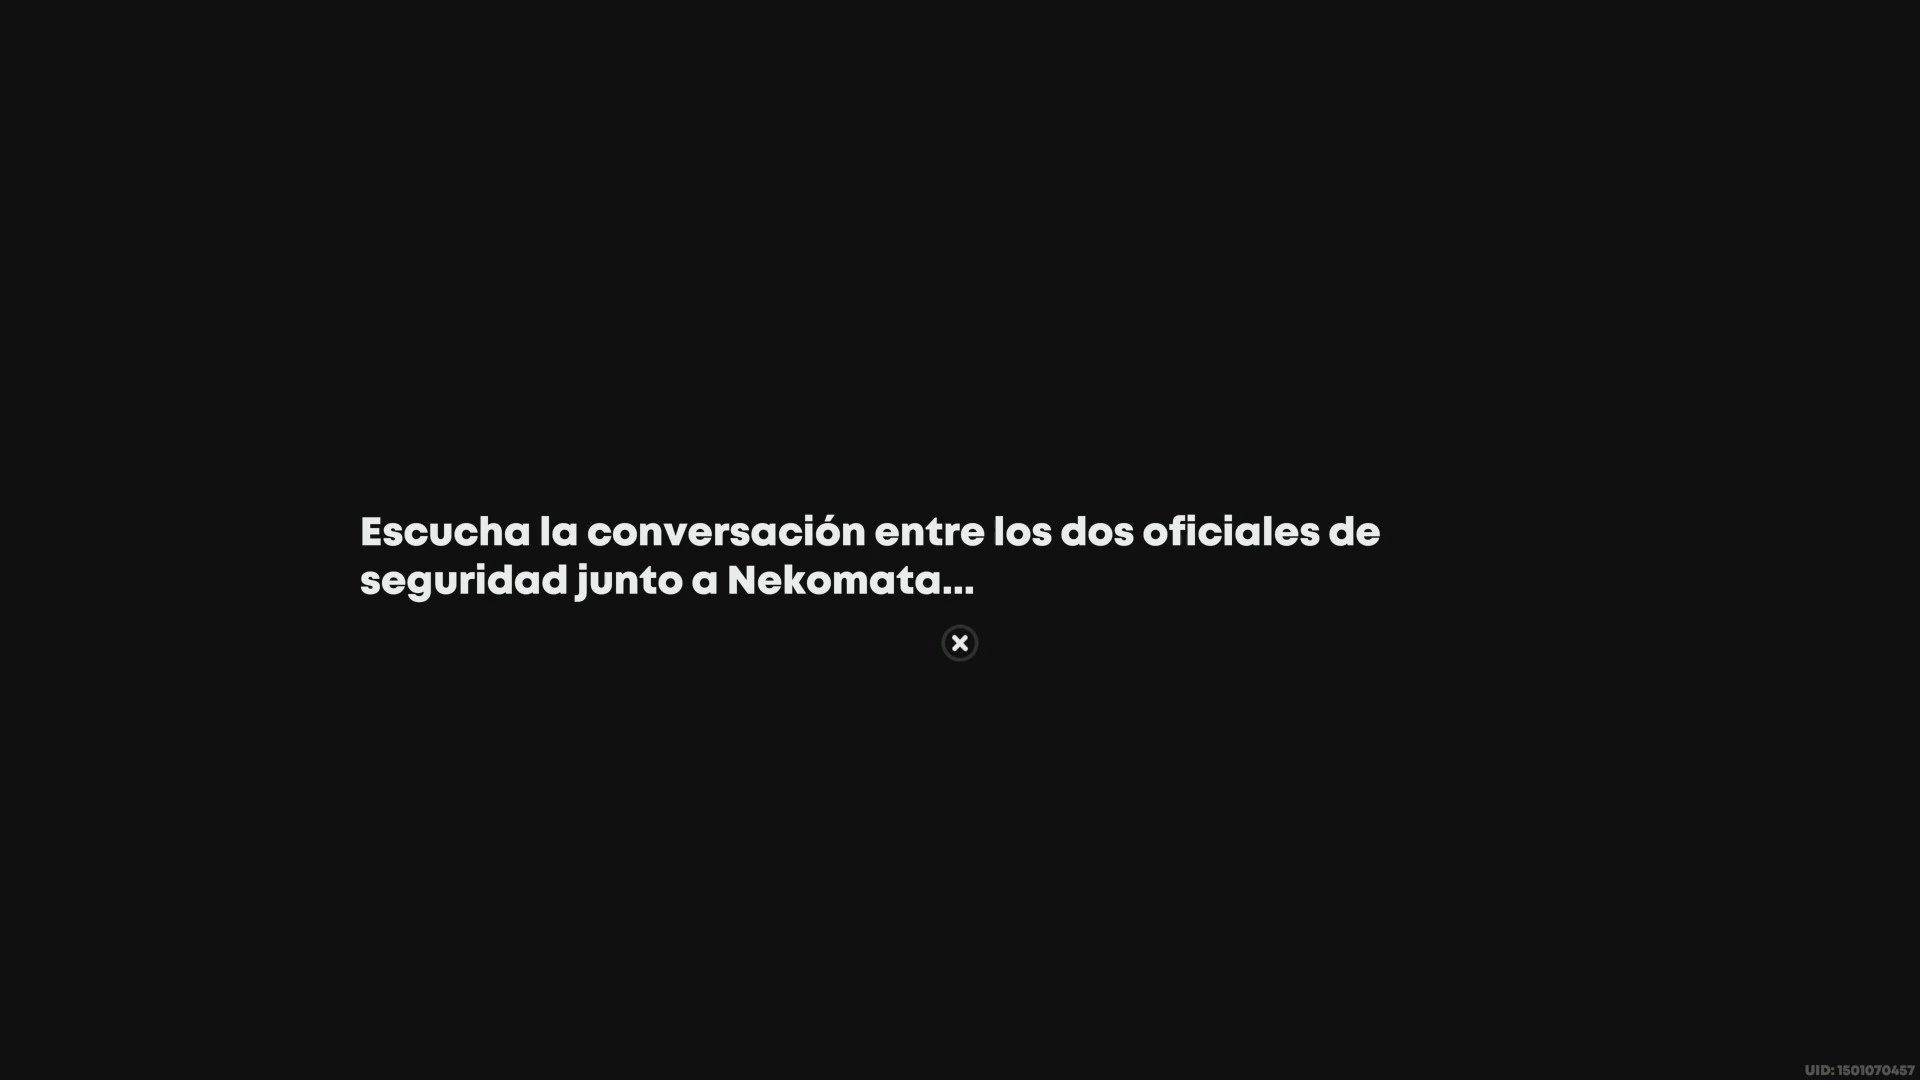 Escucha la conversación entre los dos oficiales de
seguridad junto a Nekomata...
UID: 1501070457